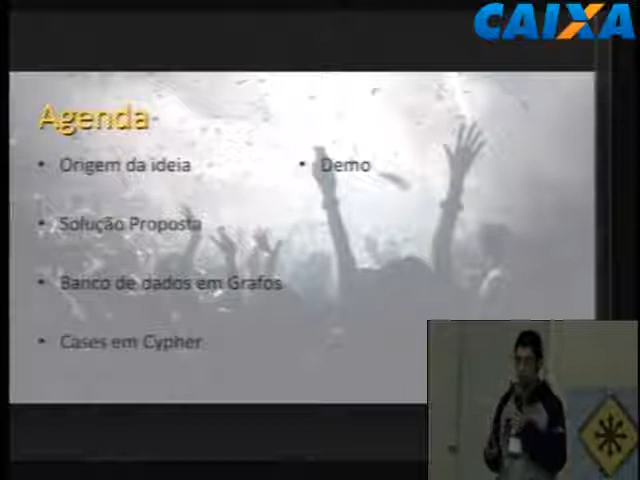 CAIXA
Agenda
• Origem da ideia
• Solução Proposta
• Banco de dados em Grafos
• Cases em Cypher
• Demo